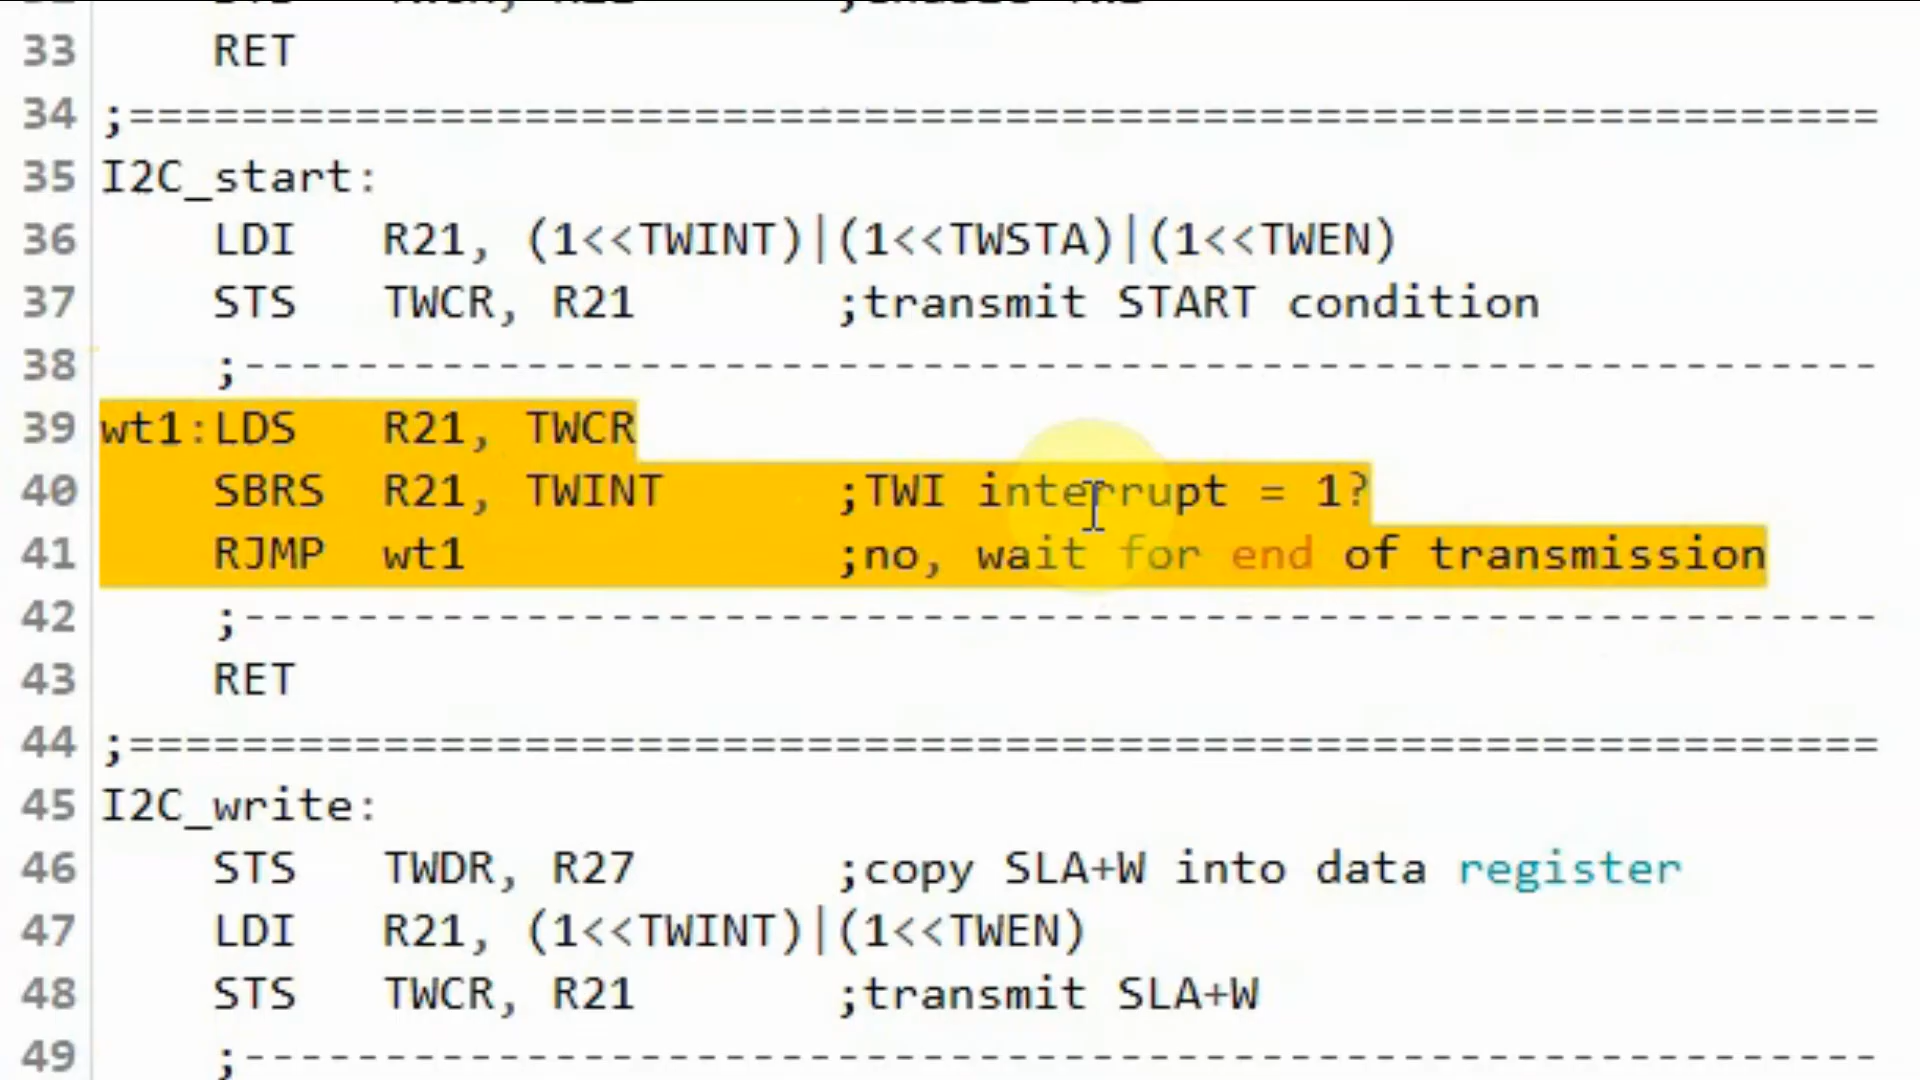 33 RET
34 ;==============================================================
35 I2C_start:
36 LDI R21, (1<<TWINT)|(1<<TWSTA)|(1<<TWEN)
37 STS TWCR, R21 ;transmit START condition
38 ;----------------------------------------------------------
39 wt1:LDS R21, TWCR
40 SBRS R21, TWINT ;TWI interrupt = 1?
41 RJMP wt1 ;no, wait for end of transmission
42 ;----------------------------------------------------------
43 RET
44 ;==============================================================
45 I2C_write:
46 STS TWDR, R27 ;copy SLA+W into data register
47 LDI R21, (1<<TWINT)|(1<<TWEN)
48 STS TWCR, R21 ;transmit SLA+W
49 ;----------------------------------------------------------